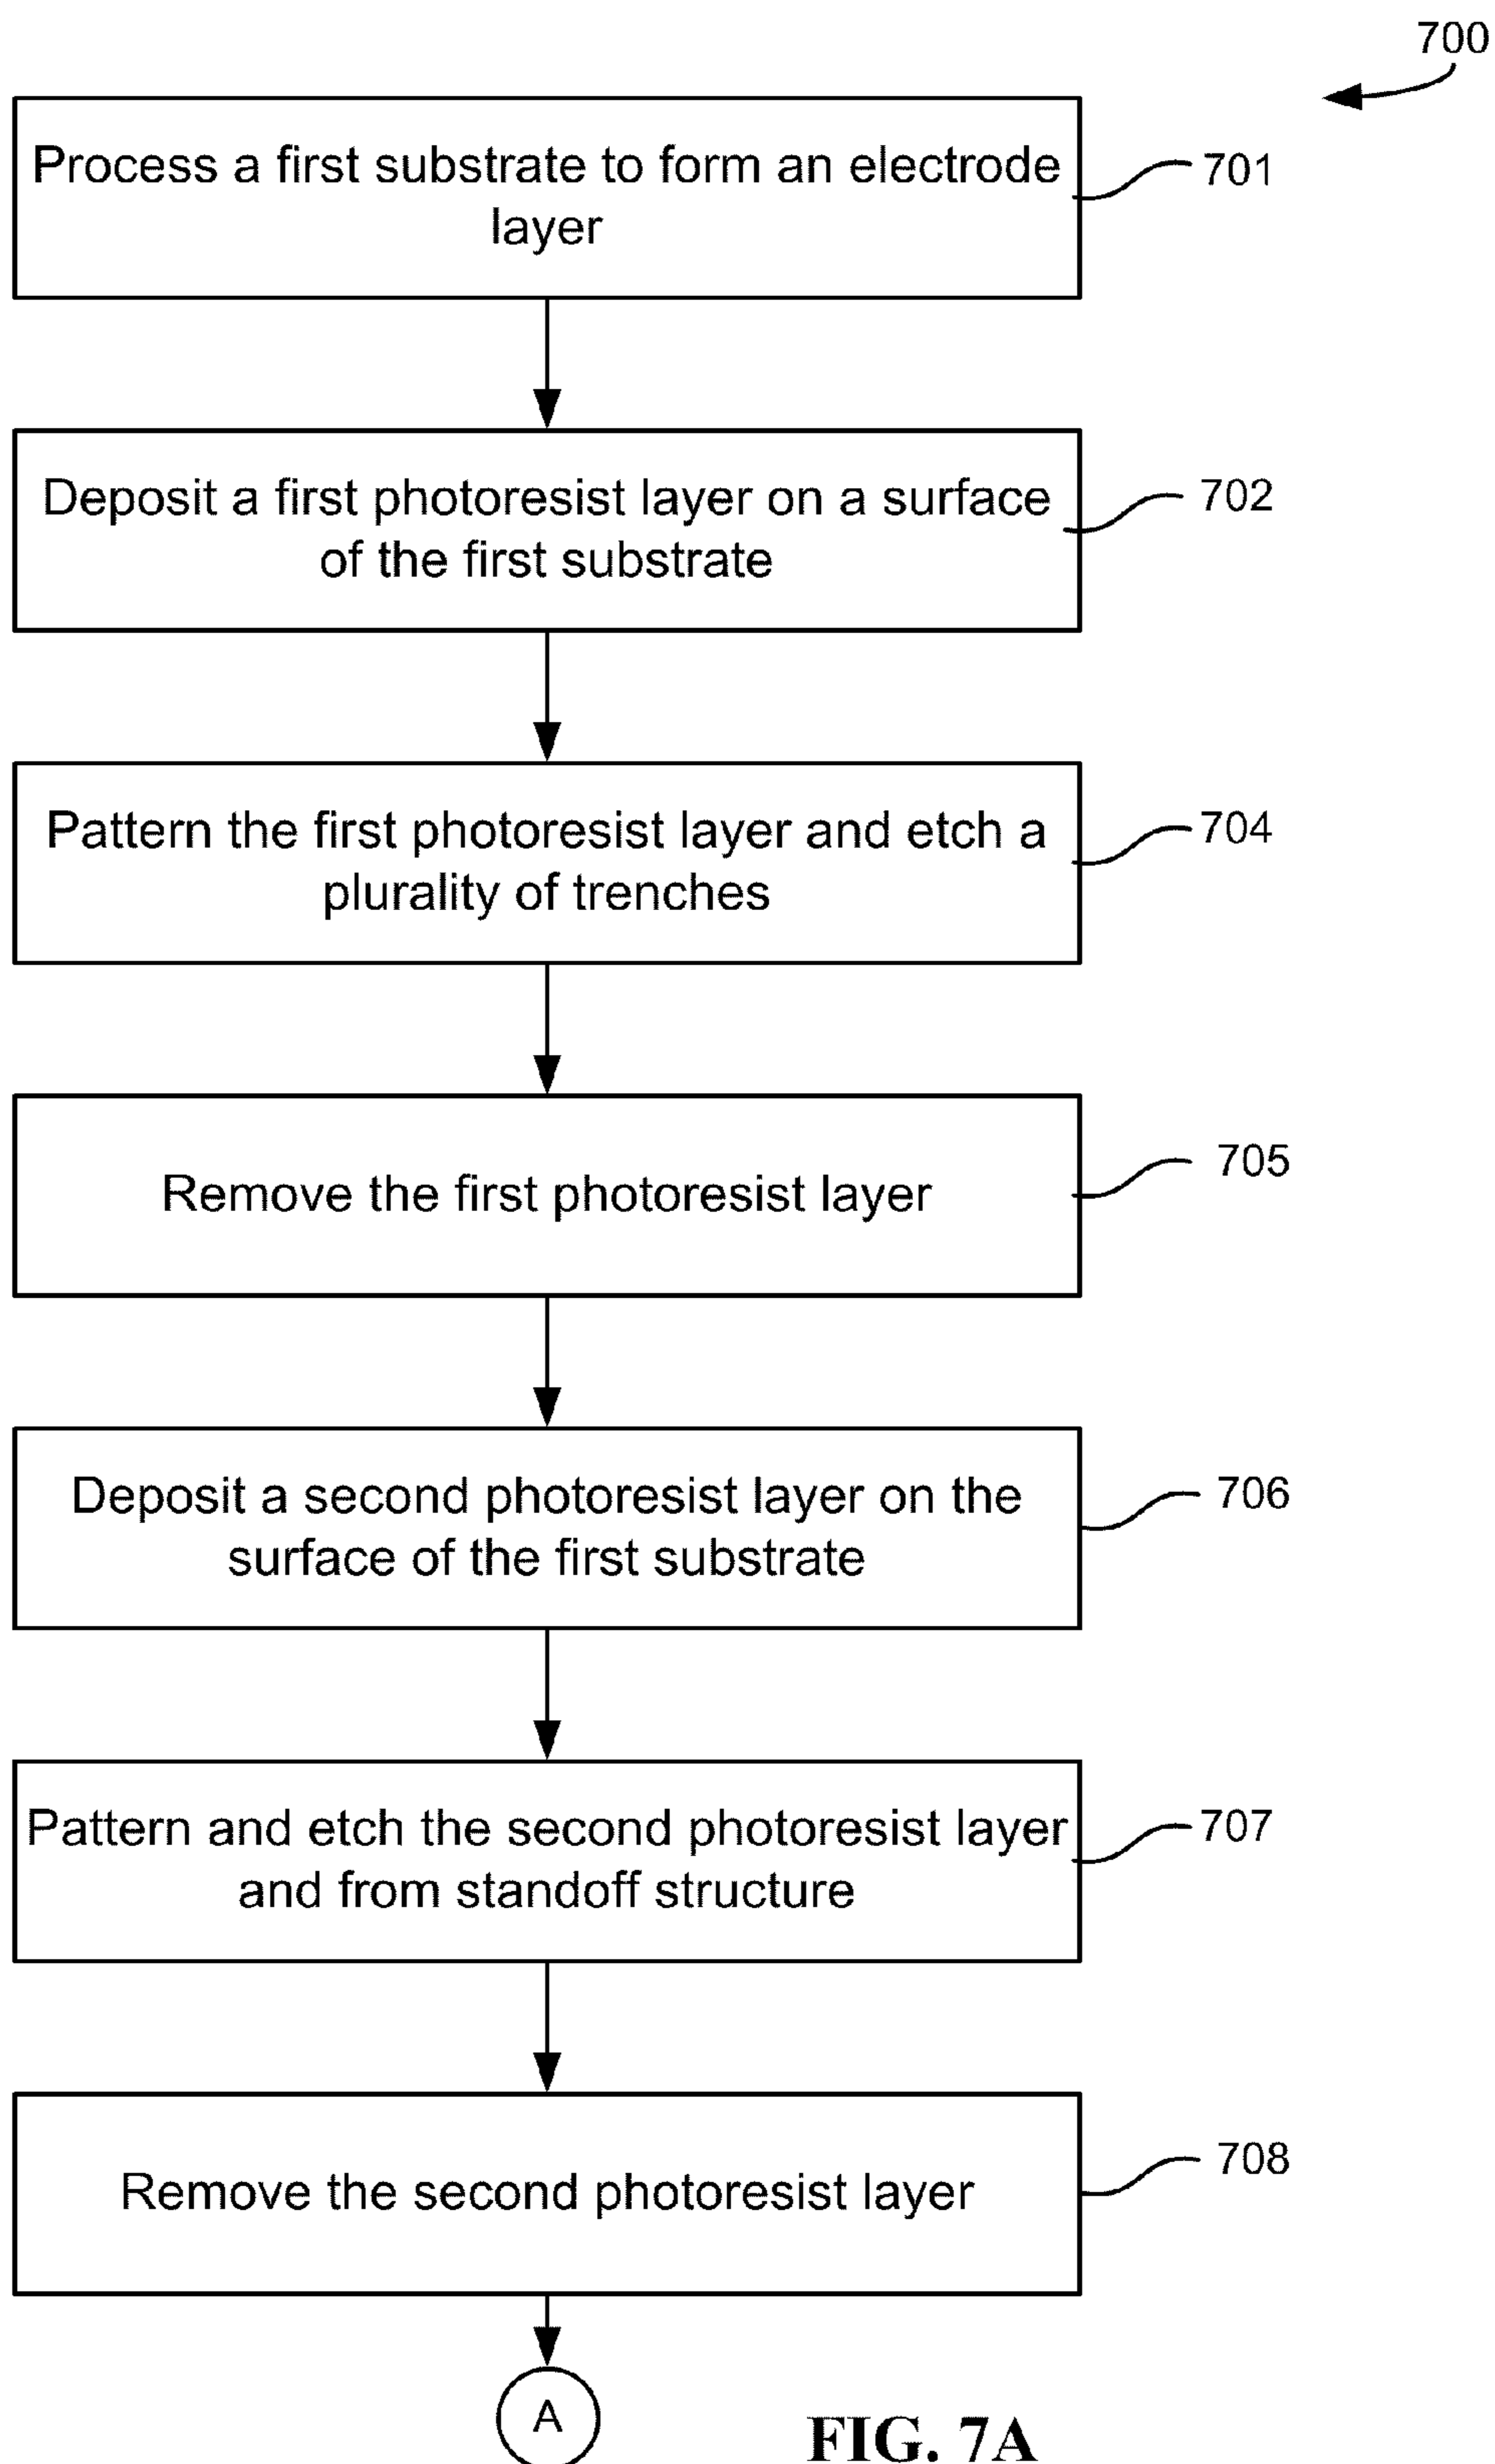 700
Process a first substrate to form an electrode
layer
701
Deposit a first photoresist layer on a surface
of the first substrate
702
Pattern the first photoresist layer and etch a
plurality of trenches
704
Remove the first photoresist layer
705
Deposit a second photoresist layer on the
surface of the first substrate
706
Pattern and etch the second photoresist layer
and from standoff structure
707
Remove the second photoresist layer
708
A
FIG. 7A